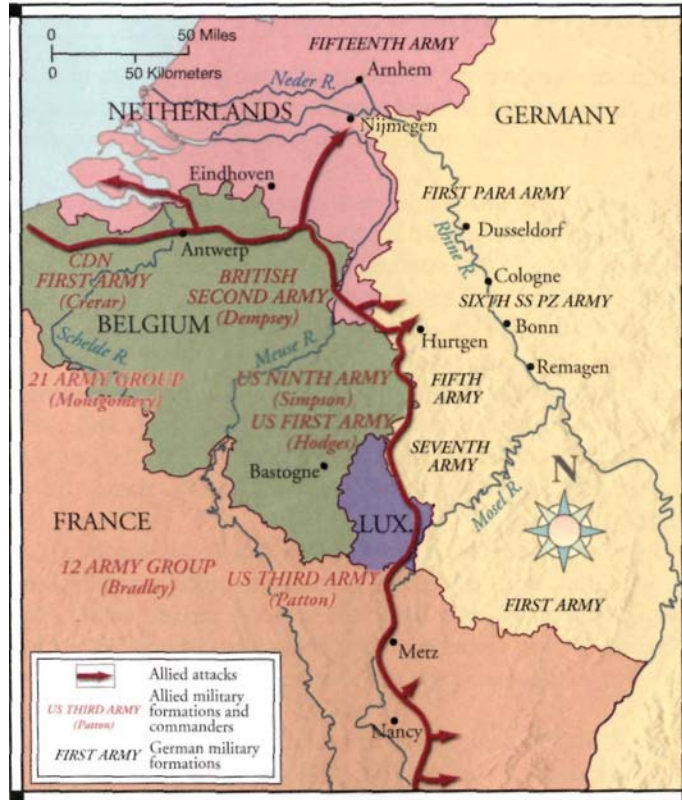 0 50 Miles
0 50 Kilometers
FIFTEENTH ARMY
Arnhem
Neder R.
NETHERLANDS
GERMANY
Nijmegen
Eindhoven
FIRST PARA ARMY
Dusseldorf
Rhine R.
Antwerp
CDN
FIRST ARMY
(Crerar)
BRITISH
SECOND ARMY
(Dempsey)
Cologne
SIXTH SS PZ ARMY
BELGIUM
Bonn
Hurtgen
Schelde R.
Meuse R.
Remagen
21 ARMY GROUP
(Montgomery)
US NINTH ARMY
(Simpson)
US FIRST ARMY
(Hodges)
FIFTH
ARMY
SEVENTH
ARMY
Bastogne
N
Mosel R.
FRANCE
LUX.
12 ARMY GROUP
(Bradley)
US THIRD ARMY
(Patton)
FIRST ARMY
Metz
Nancy
Allied attacks
US THIRD ARMY
(Patton)
Allied military
formations and
commanders
FIRST ARMY
German military
formations